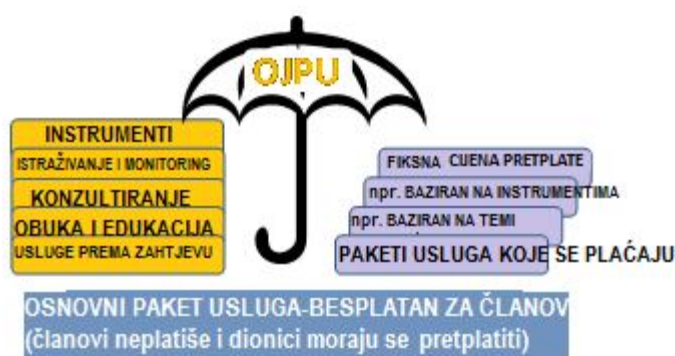 OJPU
INSTRUMENTI
ISTRAŽIVANJE I MONITORING
KONZULTIRANJE
OBUKA I EDUKACIJA
USLUGE PREMA ZAHTJEVU
FIKSNA CIJENA PRETPLATE
npr. BAZIRAN NA INSTRUMENTIMA
npr. BAZIRAN NA TEMI
PAKETI USLUGA KOJE SE PLAĆAJU
OSNOVNI PAKET USLUGA-BESPLATAN ZA ČLANOV
(članovi neplatiše i dionici moraju se pretplatiti)